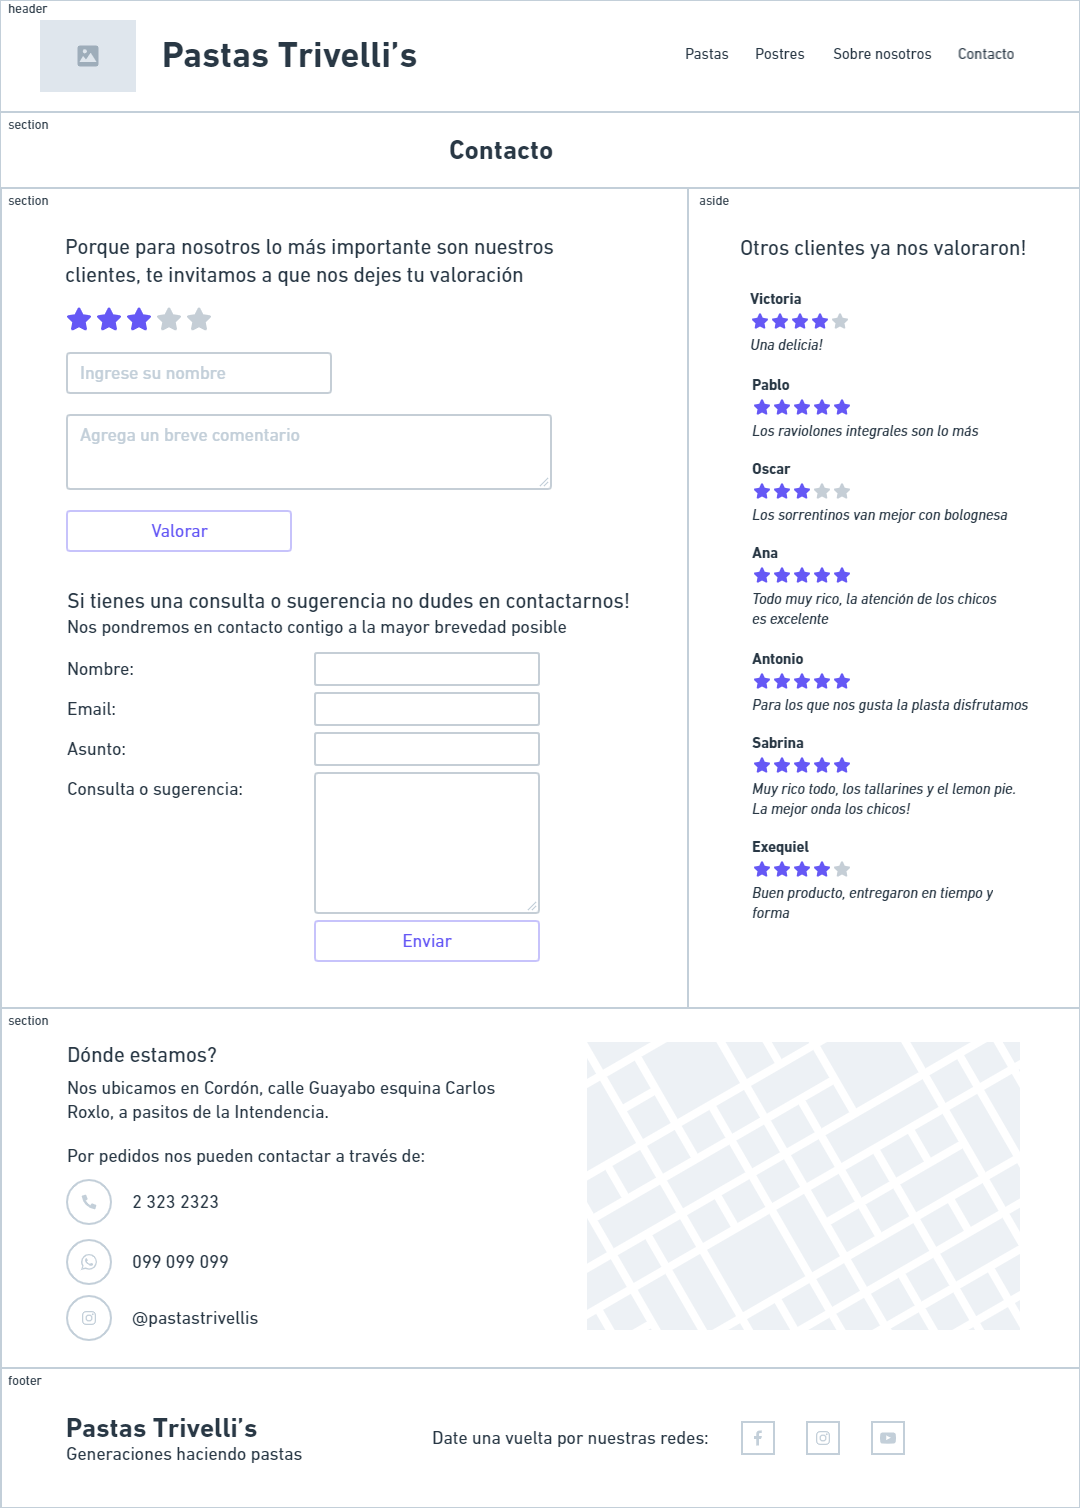 header
Pastas Trivelli’s
Pastas
Postres
Sobre nosotros
Contacto
section
Contacto
section
Porque para nosotros lo más importante son nuestros
clientes, te invitamos a que nos dejes tu valoración
Ingrese su nombre
Agrega un breve comentario
Valorar
Si tienes una consulta o sugerencia no dudes en contactarnos!
Nos pondremos en contacto contigo a la mayor brevedad posible
Nombre:
Email:
Asunto:
Consulta o sugerencia:
Enviar
aside
Otros clientes ya nos valoraron!
Victoria
Una delicia!
Pablo
Los raviolones integrales son lo más
Oscar
Los sorrentinos van mejor con bolognesa
Ana
Todo muy rico, la atención de los chicos
es excelente
Antonio
Para los que nos gusta la plasta disfrutamos
Sabrina
Muy rico todo, los tallarines y el lemon pie.
La mejor onda los chicos!
Exequiel
Buen producto, entregaron en tiempo y
forma
section
Dónde estamos?
Nos ubicamos en Cordón, calle Guayabo esquina Carlos
Roxlo, a pasitos de la Intendencia.
Por pedidos nos pueden contactar a través de:
2 323 2323
099 099 099
@pastastrivellis
footer
Pastas Trivelli’s
Generaciones haciendo pastas
Date una vuelta por nuestras redes: